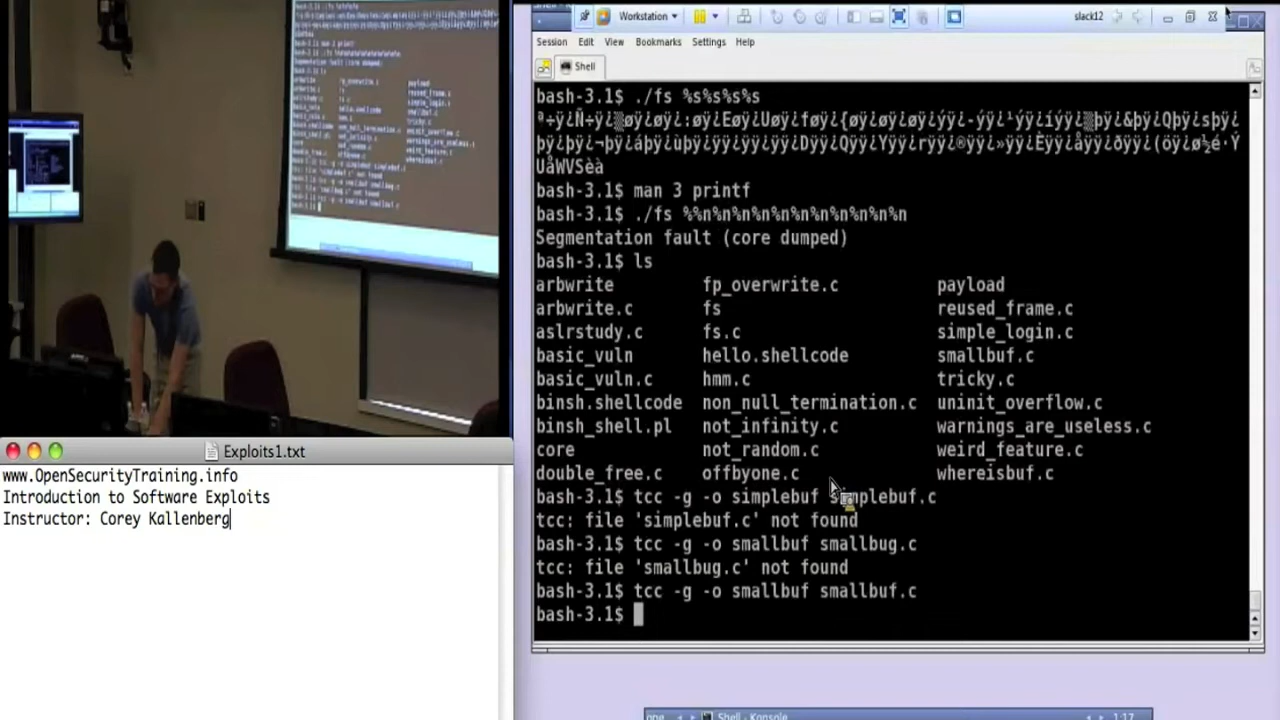 Workstation
slack12
Session Edit View Bookmarks Settings Help
Shell
bash-3.1$ ./fs %s%s%s%s%s
bash-3.1$ man 3 printf
bash-3.1$ ./fs %%n%n%n%n%n%n%n%n%n%n%n%n
Segmentation fault (core dumped)
bash-3.1$ ls
arbwrite fp_overwrite.c payload
arbwrite.c fs reused_frame.c
aslrstudy.c fs.c simple_login.c
basic_vuln hello.shellcode smallbuf.c
basic_vuln.c hmm.c tricky.c
binsh.shellcode non_null_termination.c uninit_overflow.c
binsh_shell.pl not_infinity.c warnings_are_useless.c
core not_random.c weird_feature.c
double_free.c offbyone.c whereisbuf.c
bash-3.1$ tcc -g -o simplebuf simplebuf.c
tcc: file 'simplebuf.c' not found
bash-3.1$ tcc -g -o smallbuf smallbug.c
tcc: file 'smallbug.c' not found
bash-3.1$ tcc -g -o smallbuf smallbuf.c
bash-3.1$
Shell - Konsole
1:17
Exploits1.txt
www.OpenSecurityTraining.info
Introduction to Software Exploits
Instructor: Corey Kallenberg